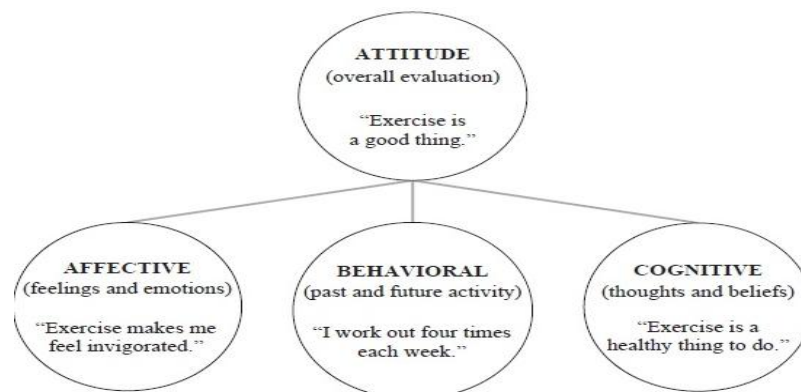 ATTITUDE
(overall evaluation)
“Exercise is
a good thing.”
AFFECTIVE
(feelings and emotions)
“Exercise makes me
feel invigorated.”
BEHAVIORAL
(past and future activity)
“I work out four times
each week.”
COGNITIVE
(thoughts and beliefs)
“Exercise is a
healthy thing to do.”